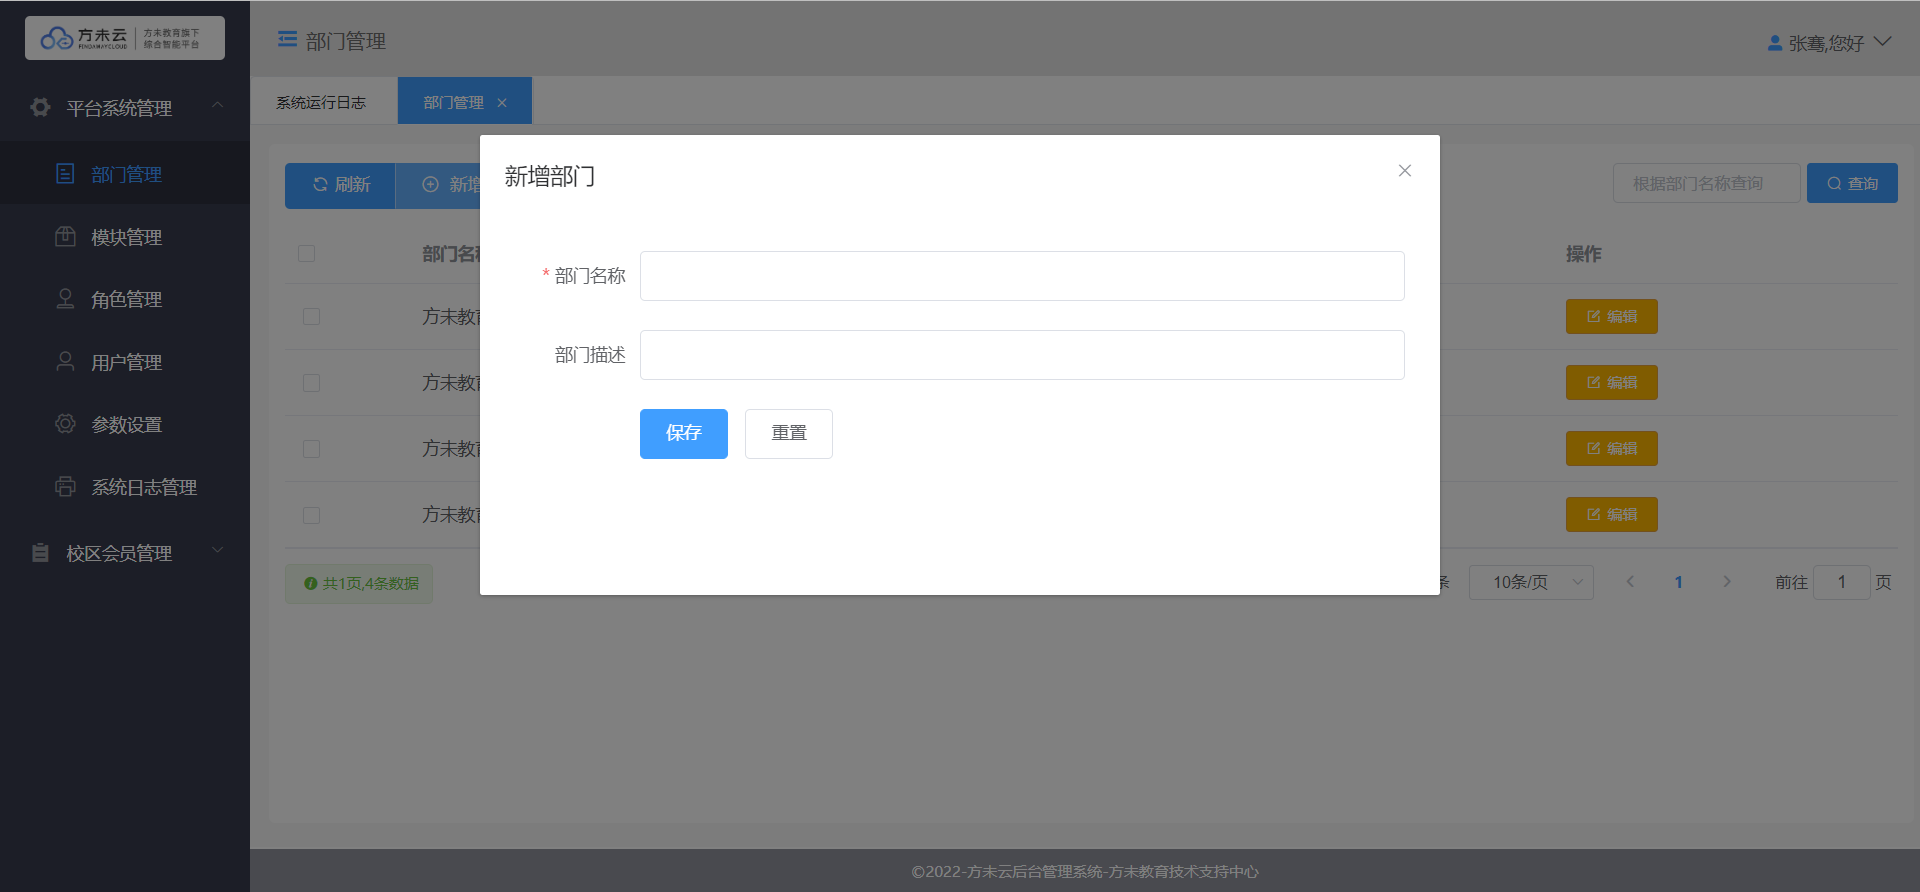 方未云
FENGAWAYCLOUD
方未教育旗下
综合智能平台
平台系统管理
部门管理
模块管理
角色管理
用户管理
参数设置
系统日志管理
校区会员管理
部门管理
张骞,您好
系统运行日志
部门管理
刷新
新增
根据部门名称查询
查询
部门名称
操作
方未教育
编辑
方未教育
编辑
方未教育
编辑
方未教育
编辑
共1页,4条数据
条
10条/页
1
前往
1
页
新增部门
* 部门名称
部门描述
保存
重置
©2022-方未云后台管理系统-方未教育技术支持中心